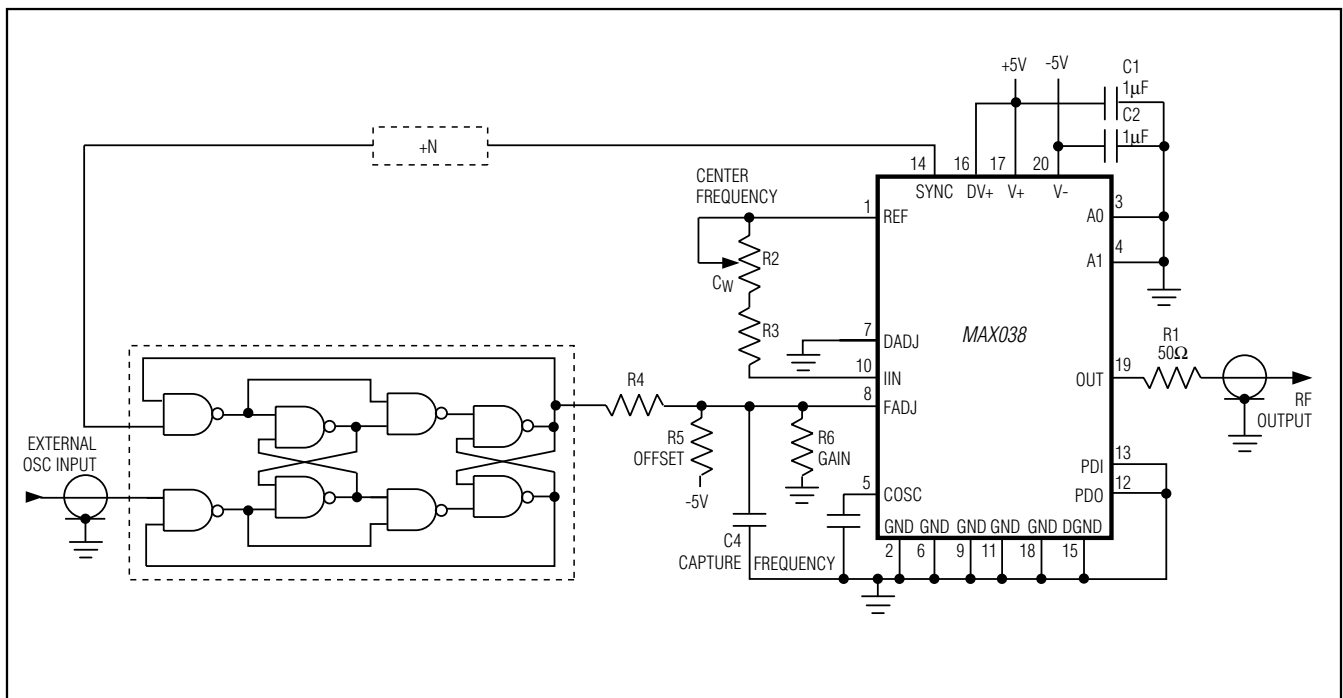 +5V -5V
C1
1µF
C2
1µF
+N
14 16 17 20
SYNC DV+ V+ V-
CENTER
FREQUENCY
1
REF
3
A0
R2
CW
4
A1
R3
7
DADJ
MAX038
R1
50Ω
10
IIN
19
OUT
R4
8
FADJ
RF
OUTPUT
EXTERNAL
OSC INPUT
R5
OFFSET
R6
GAIN
-5V
13
PDI
12
PDO
5
COSC
GND GND GND GND GND DGND
2 6 9 11 18 15
C4
CAPTURE FREQUENCY